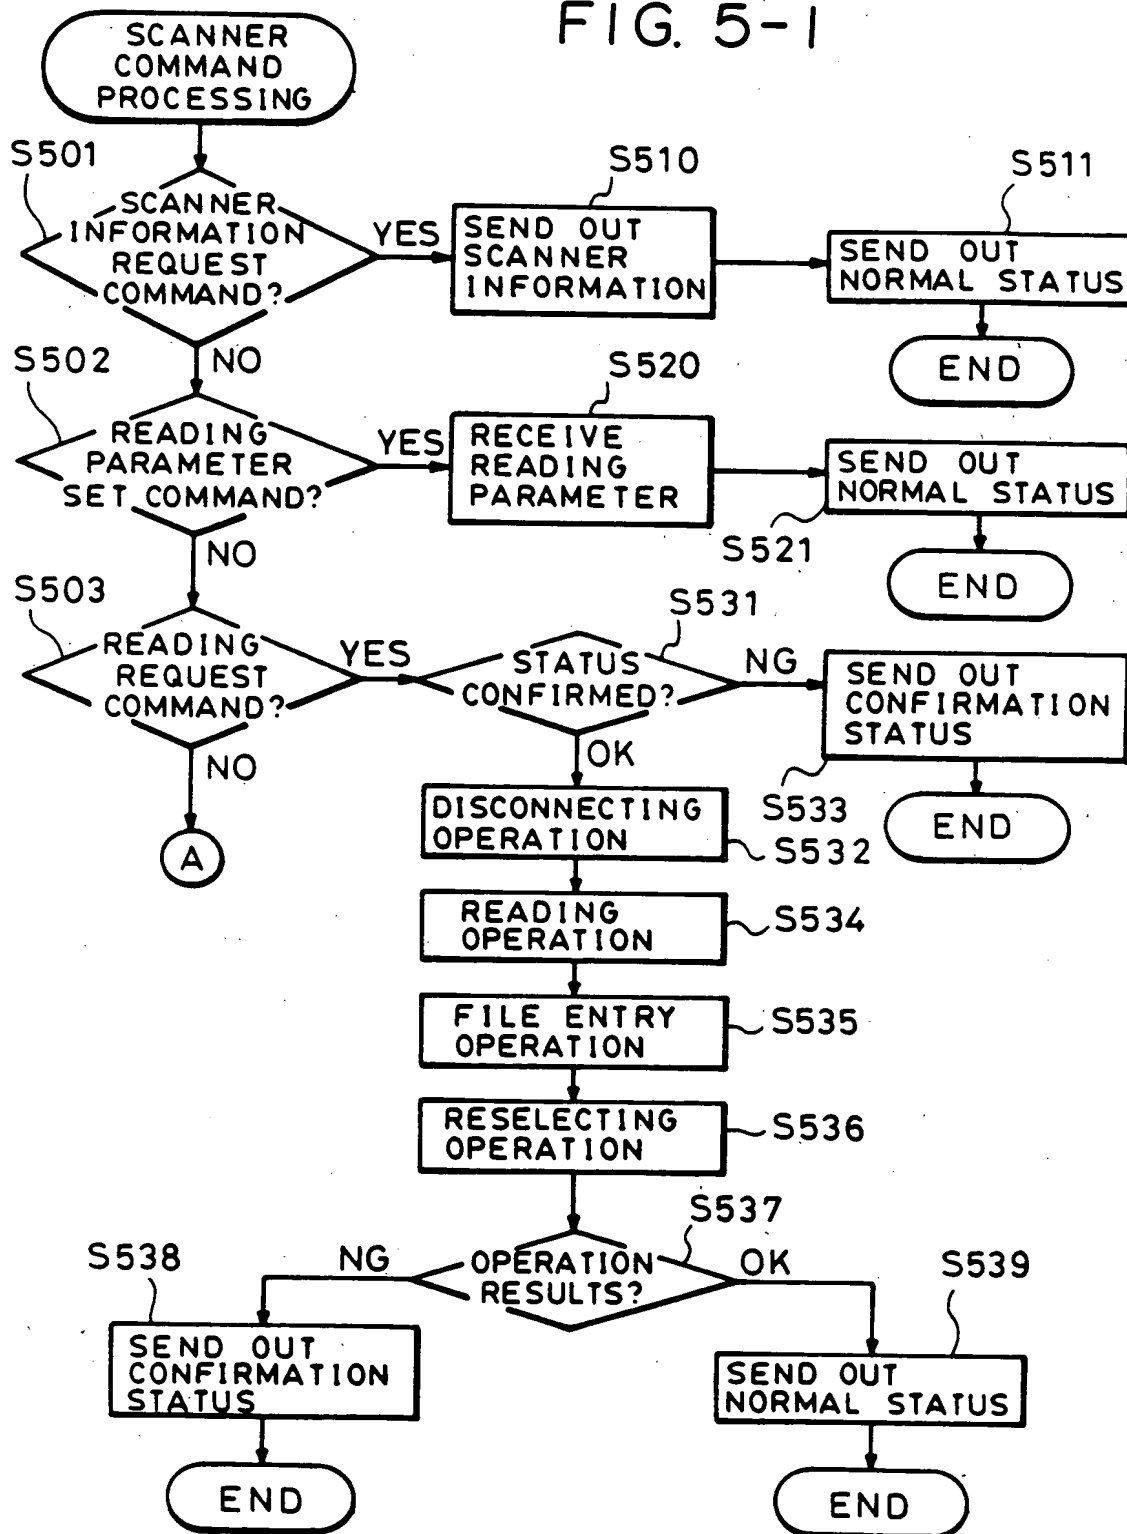 FIG. 5-1
SCANNER
COMMAND
PROCESSING
S501
SCANNER
INFORMATION
REQUEST
COMMAND?
YES
S510
SEND OUT
SCANNER
INFORMATION
S511
SEND OUT
NORMAL STATUS
END
NO
S502
READING
PARAMETER
SET COMMAND?
YES
S520
RECEIVE
READING
PARAMETER
SEND OUT
NORMAL STATUS
S521
END
NO
S503
READING
REQUEST
COMMAND?
YES
S531
STATUS
CONFIRMED?
NG
SEND OUT
CONFIRMATION
STATUS
S533
END
NO
A
OK
DISCONNECTING
OPERATION
S532
READING
OPERATION
S534
FILE ENTRY
OPERATION
S535
RESELECTING
OPERATION
S536
S537
OPERATION
RESULTS?
NG
OK
S538
SEND OUT
CONFIRMATION
STATUS
END
S539
SEND OUT
NORMAL STATUS
END